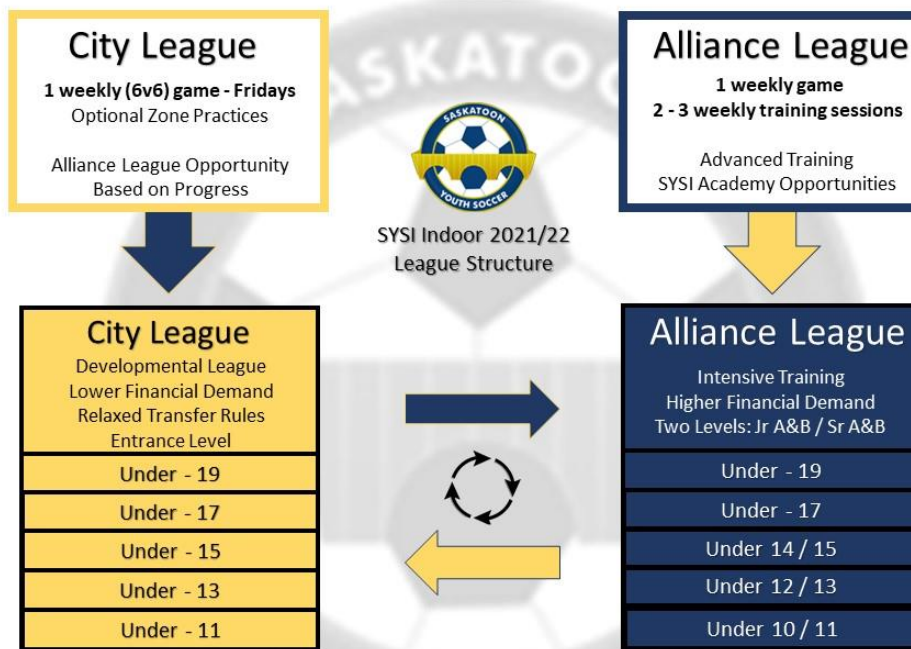 City League
1 weekly (6v6) game - Fridays
Optional Zone Practices
Alliance League Opportunity
Based on Progress
Alliance League
1 weekly game
2 - 3 weekly training sessions
Advanced Training
SYSI Academy Opportunities
SASKATOON
SASKATOON
YOUTH SOCCER
SYSI Indoor 2021/22
League Structure
City League
Developmental League
Lower Financial Demand
Relaxed Transfer Rules
Entrance Level
Under - 19
Under - 17
Under - 15
Under - 13
Under - 11
Alliance League
Intensive Training
Higher Financial Demand
Two Levels: Jr A&B / Sr A&B
Under - 19
Under - 17
Under 14 / 15
Under 12 / 13
Under 10 / 11